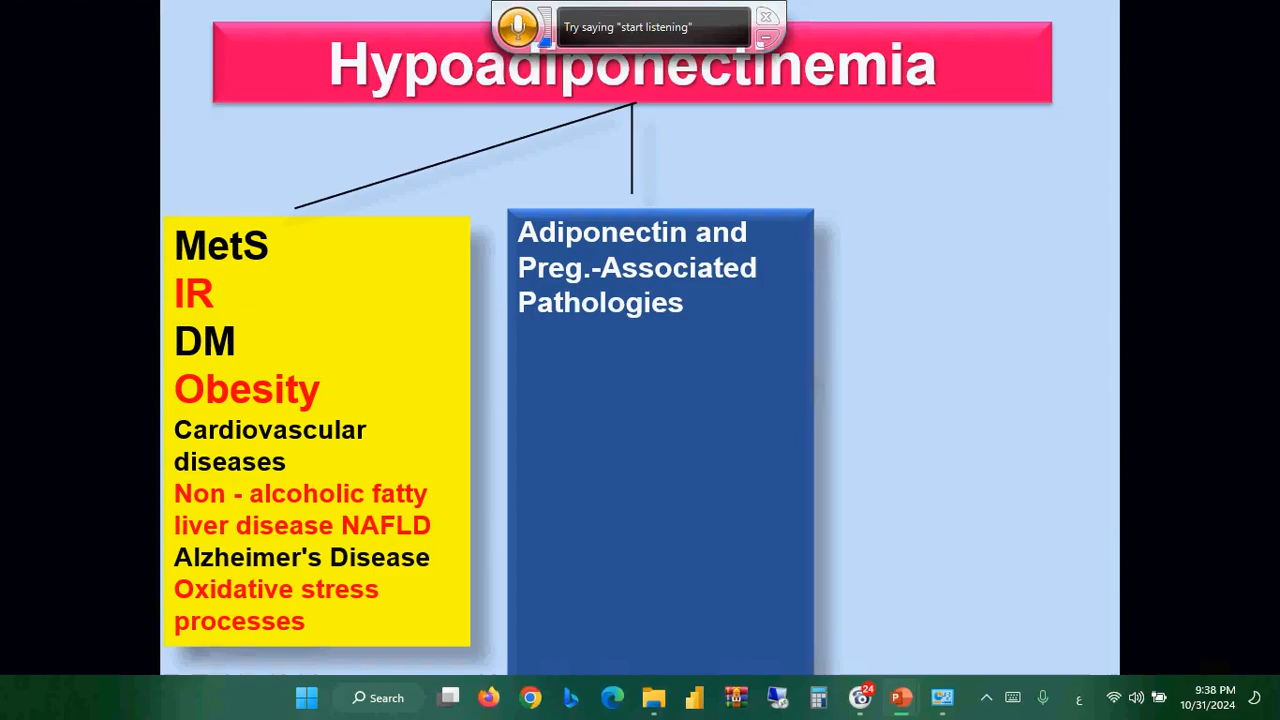 Try saying "start listening"
Hypoadiponectinemia
MetS
IR
DM
Obesity
Cardiovascular
diseases
Non - alcoholic fatty
liver disease NAFLD
Alzheimer's Disease
Oxidative stress
processes
Adiponectin and
Preg.-Associated
Pathologies
Search
24
ع
9:38 PM
10/31/2024